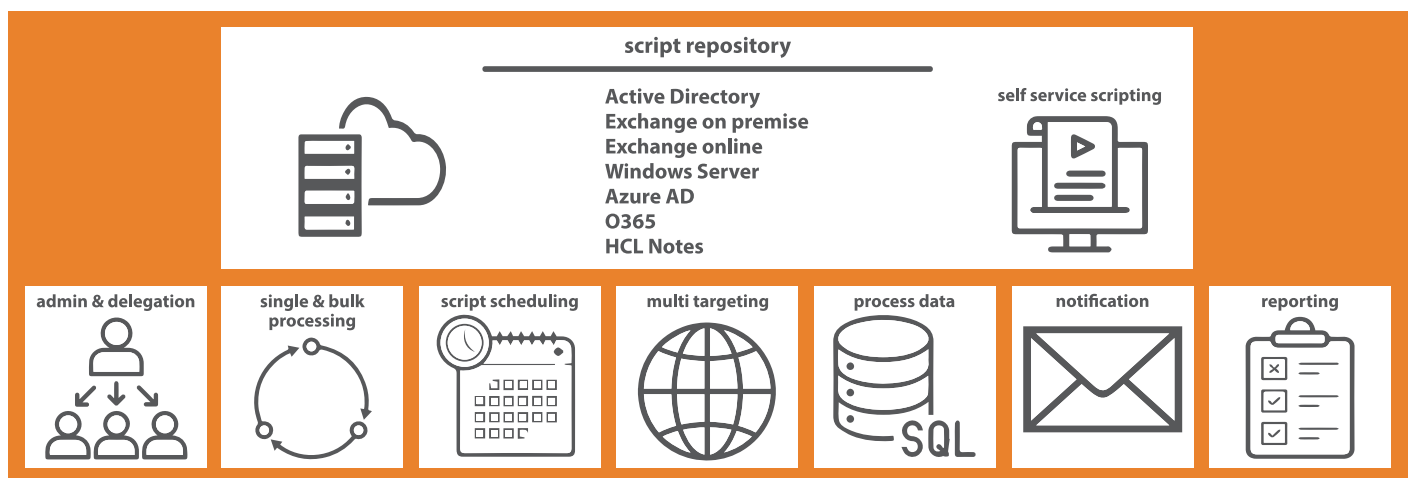 script repository
Active Directory
Exchange on premise
Exchange online
Windows Server
Azure AD
O365
HCL Notes
self service scripting
admin & delegation
single & bulk
processing
script scheduling
multi targeting
process data
SQL
notification
reporting